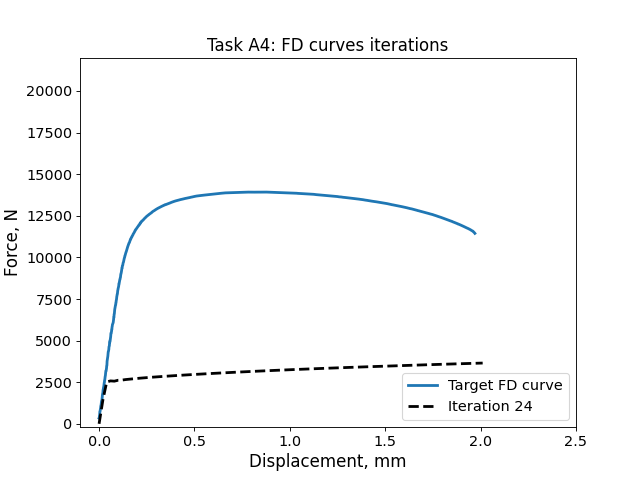 Task A4: FD curves iterations
Force, N
20000
17500
15000
12500
10000
7500
5000
2500
0
0.0 0.5 1.0 1.5 2.0 2.5
Displacement, mm
Target FD curve
Iteration 24